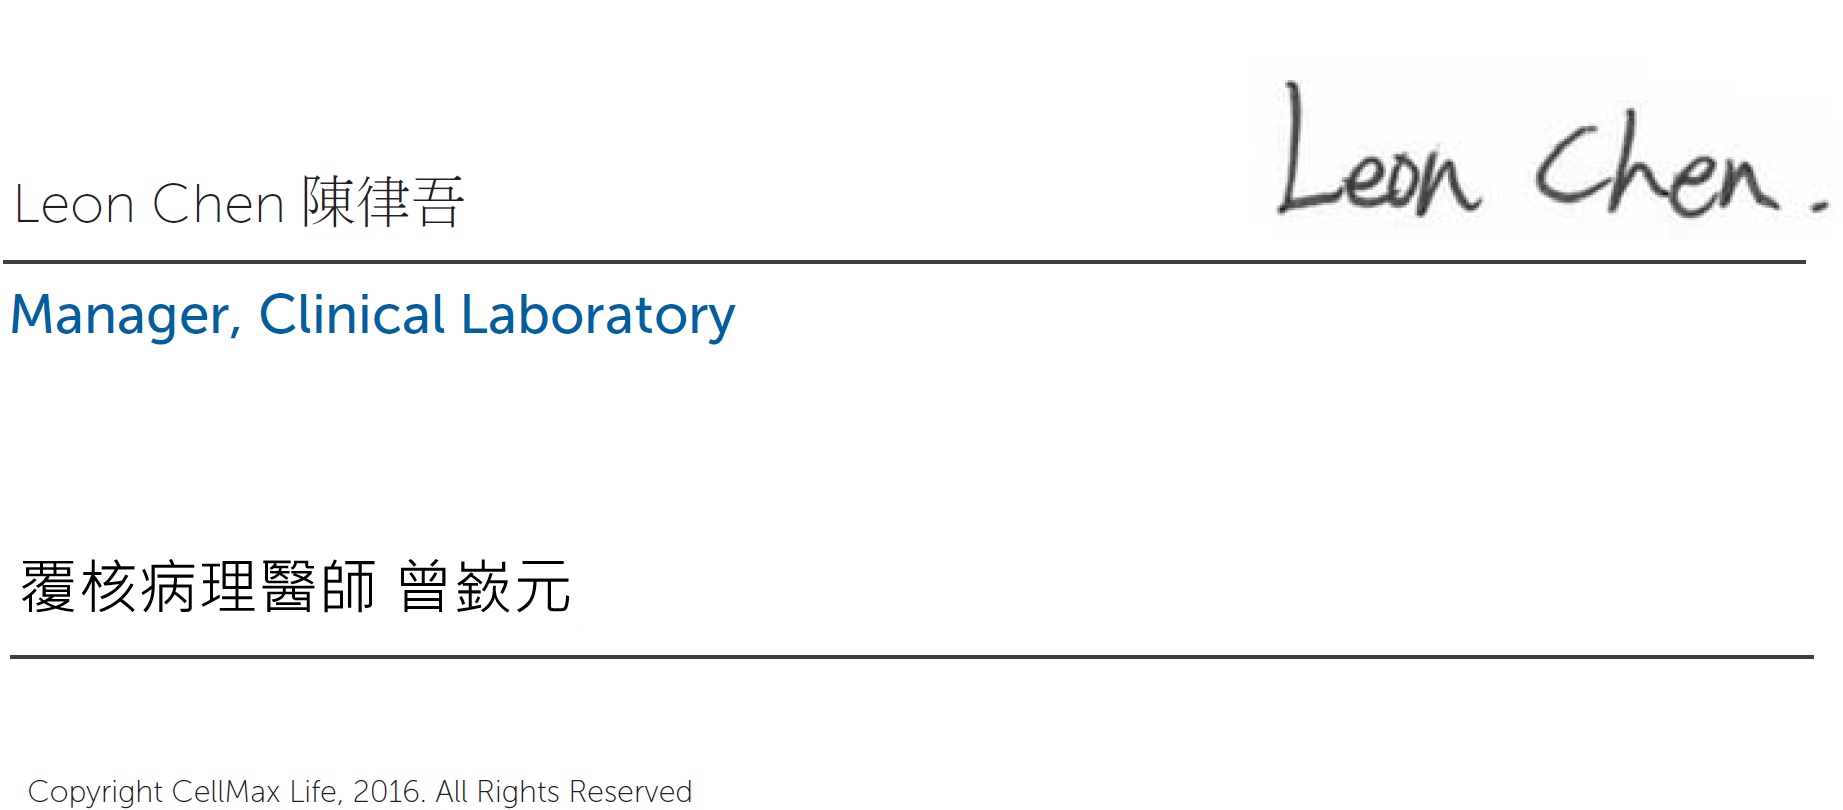 Leon Chen 陳律吾
Leon Chen.
Manager, Clinical Laboratory
覆核病理醫師 曾嶔元
Copyright CellMax Life, 2016. All Rights Reserved